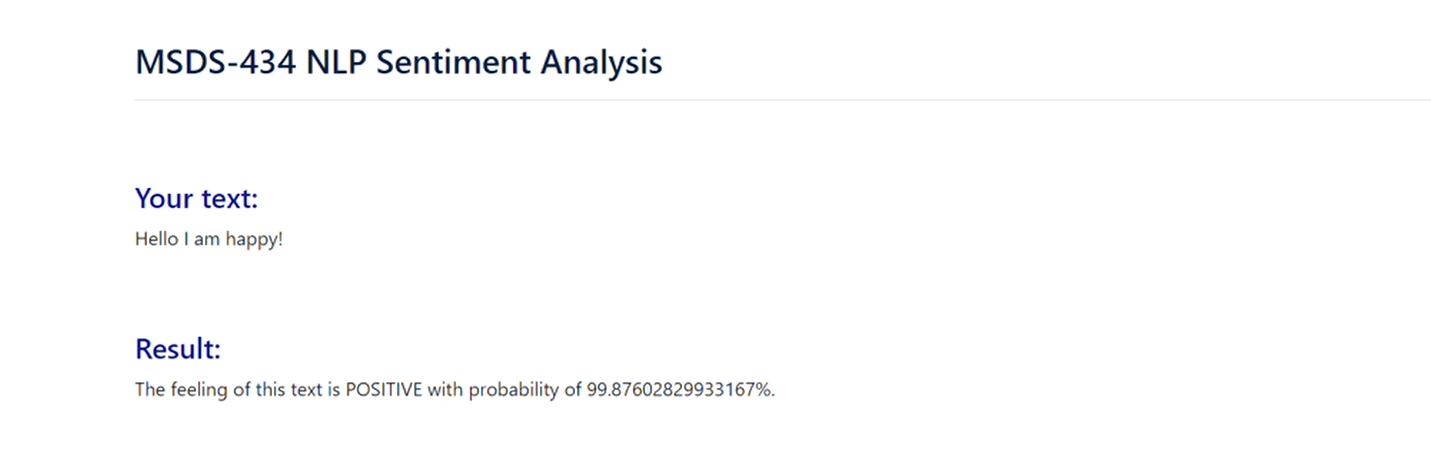 MSDS-434 NLP Sentiment Analysis
Your text:
Hello I am happy!
Result:
The feeling of this text is POSITIVE with probability of 99.87602829933167%.